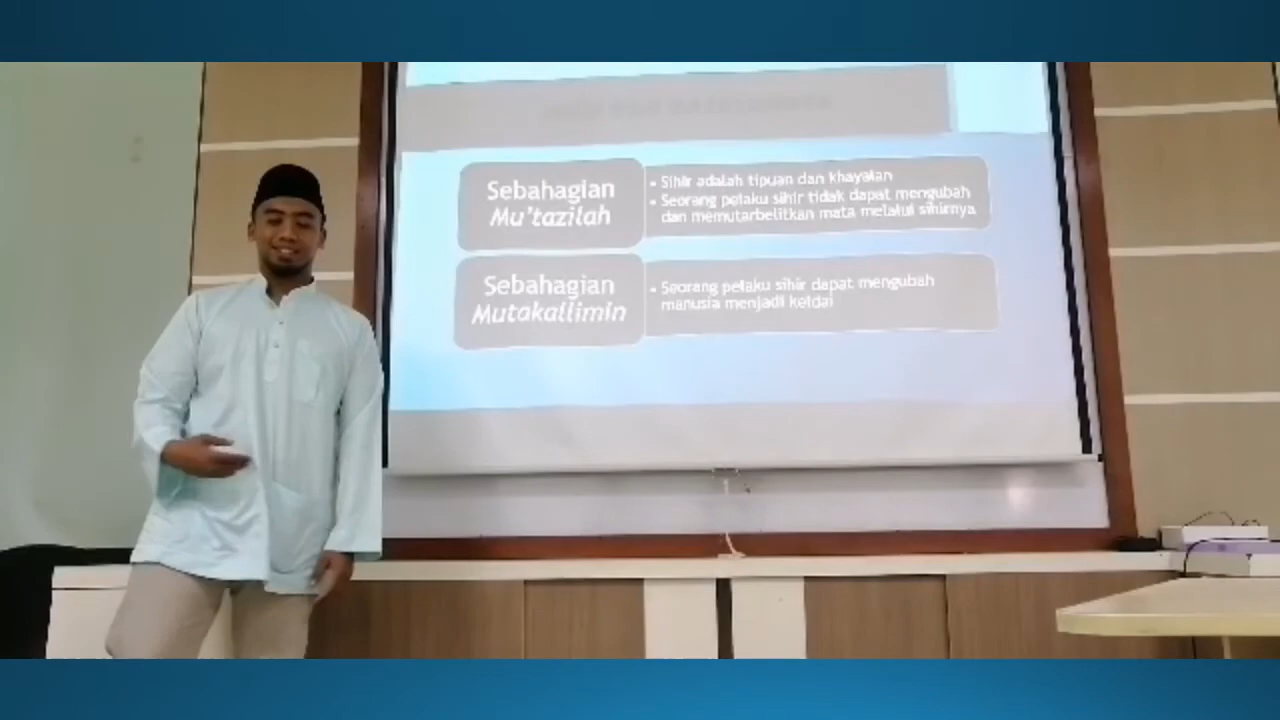 Sebahagian
Mu'tazilah
• Sihir adalah tipuan dan khayalan
• Seorang pelaku sihir tidak dapat mengubah
dan memutarbelitkan mata melalui sihirnya
Sebahagian
Mutakallimin
• Seorang pelaku sihir dapat mengubah
manusia menjadi keldai